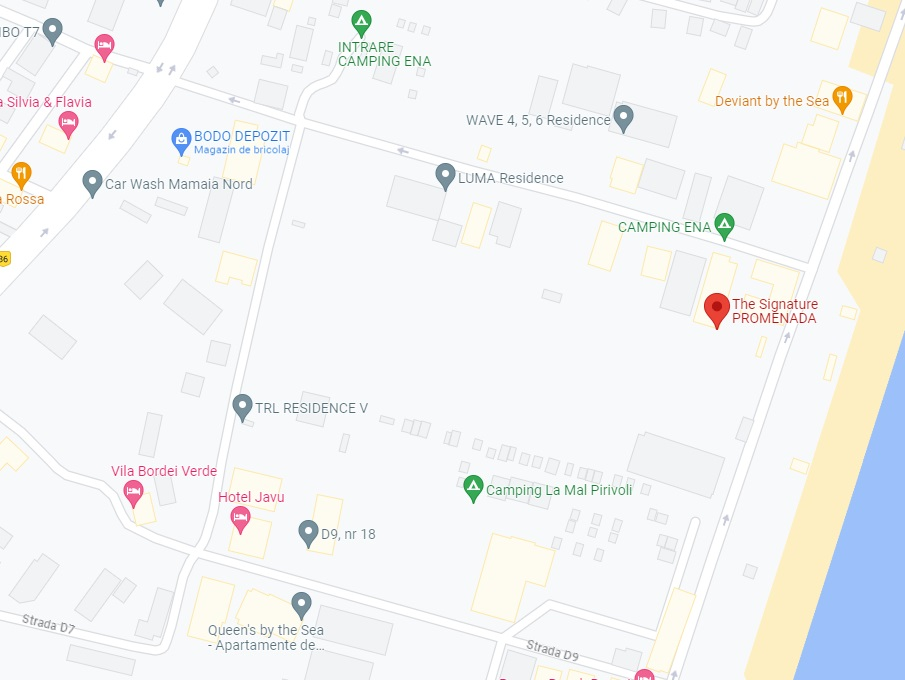 INTRARE
CAMPING ENA
Silvia & Flavia
Deviant by the Sea
WAVE 4, 5, 6 Residence
BODO DEPOZIT
Magazin de bricolaj
LUMA Residence
Car Wash Mamaia Nord
Rossa
CAMPING ENA
The Signature
PROMENADA
TRL RESIDENCE V
Vila Bordei Verde
Hotel Javu
Camping La Mal Pirivoli
D9, nr 18
Queen's by the Sea
- Apartamente de...
Strada D7
Strada D9